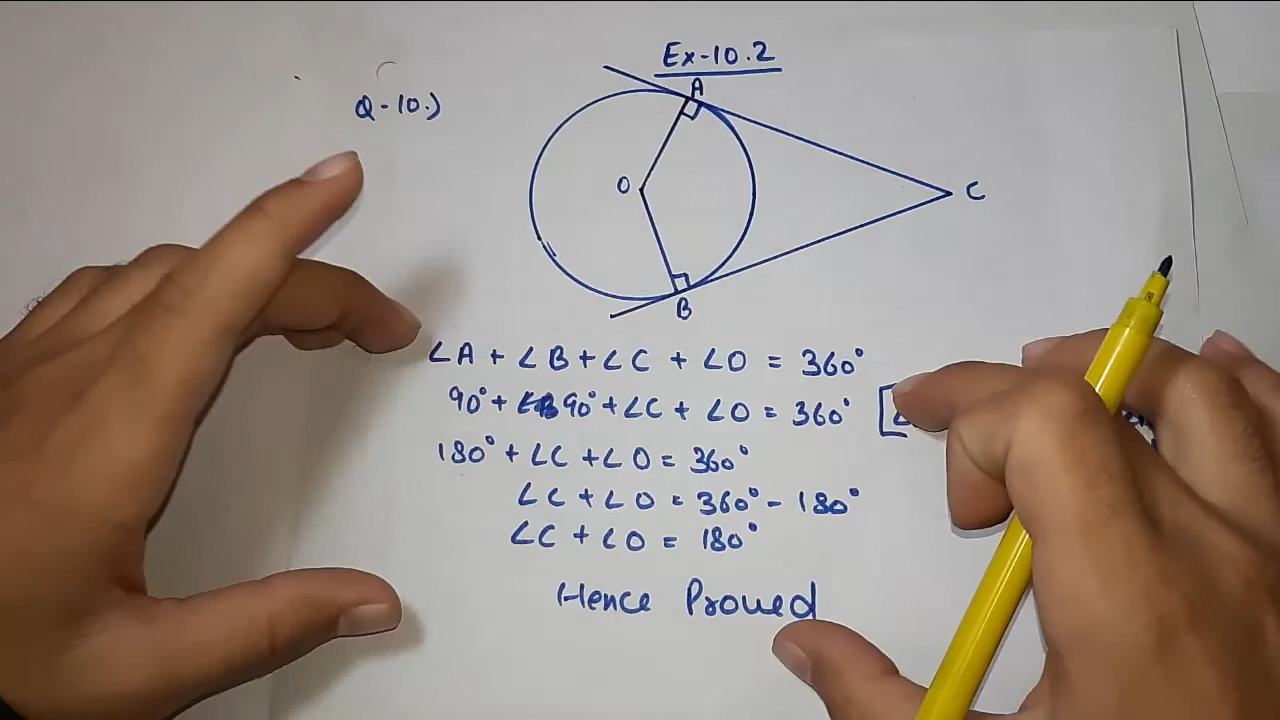 Ex-10.2
Q-10.)
A
O
C
B
∠A + ∠B + ∠C + ∠O = 360°
90° + 90° + ∠C + ∠O = 360° [
180° + ∠C + ∠O = 360°
∠C + ∠O = 360° - 180°
∠C + ∠O = 180°
Hence Proved